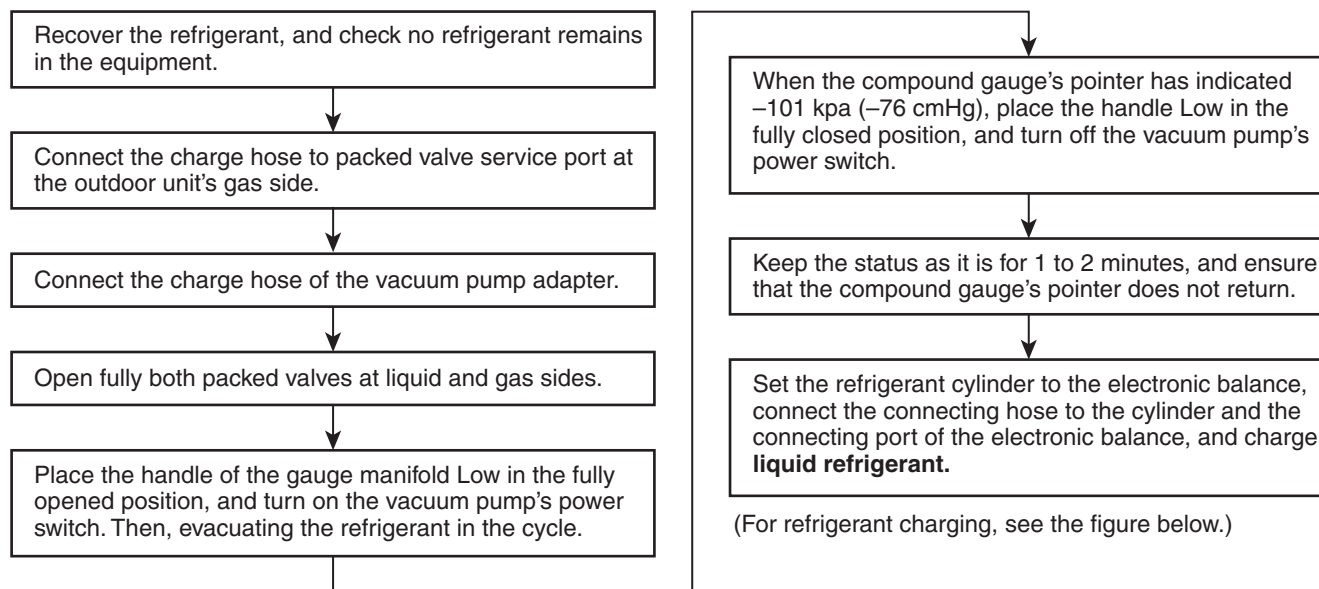 Recover the refrigerant, and check no refrigerant remains
in the equipment.
Connect the charge hose to packed valve service port at
the outdoor unit's gas side.
Connect the charge hose of the vacuum pump adapter.
Open fully both packed valves at liquid and gas sides.
Place the handle of the gauge manifold Low in the fully
opened position, and turn on the vacuum pump's power
switch. Then, evacuating the refrigerant in the cycle.
When the compound gauge's pointer has indicated
–101 kpa (–76 cmHg), place the handle Low in the
fully closed position, and turn off the vacuum pump's
power switch.
Keep the status as it is for 1 to 2 minutes, and ensure
that the compound gauge's pointer does not return.
Set the refrigerant cylinder to the electronic balance,
connect the connecting hose to the cylinder and the
connecting port of the electronic balance, and charge
liquid refrigerant.
(For refrigerant charging, see the figure below.)